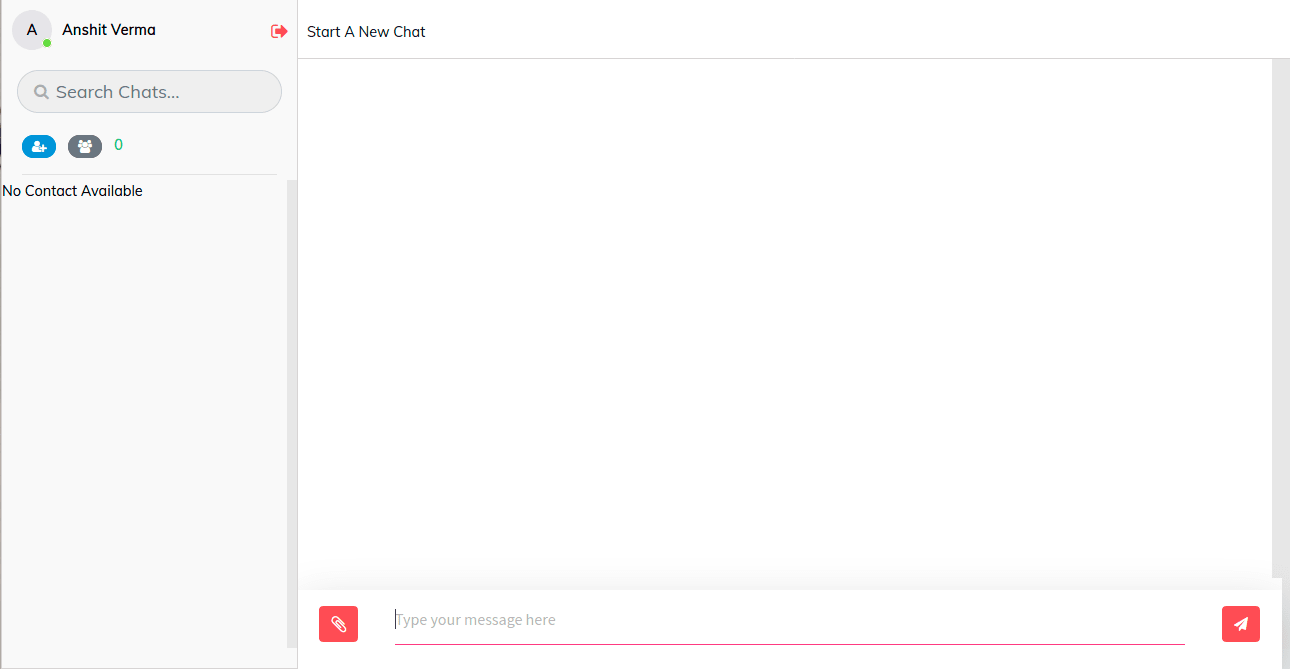 A
Anshit Verma
Start A New Chat
Search Chats...
0
No Contact Available
Type your message here